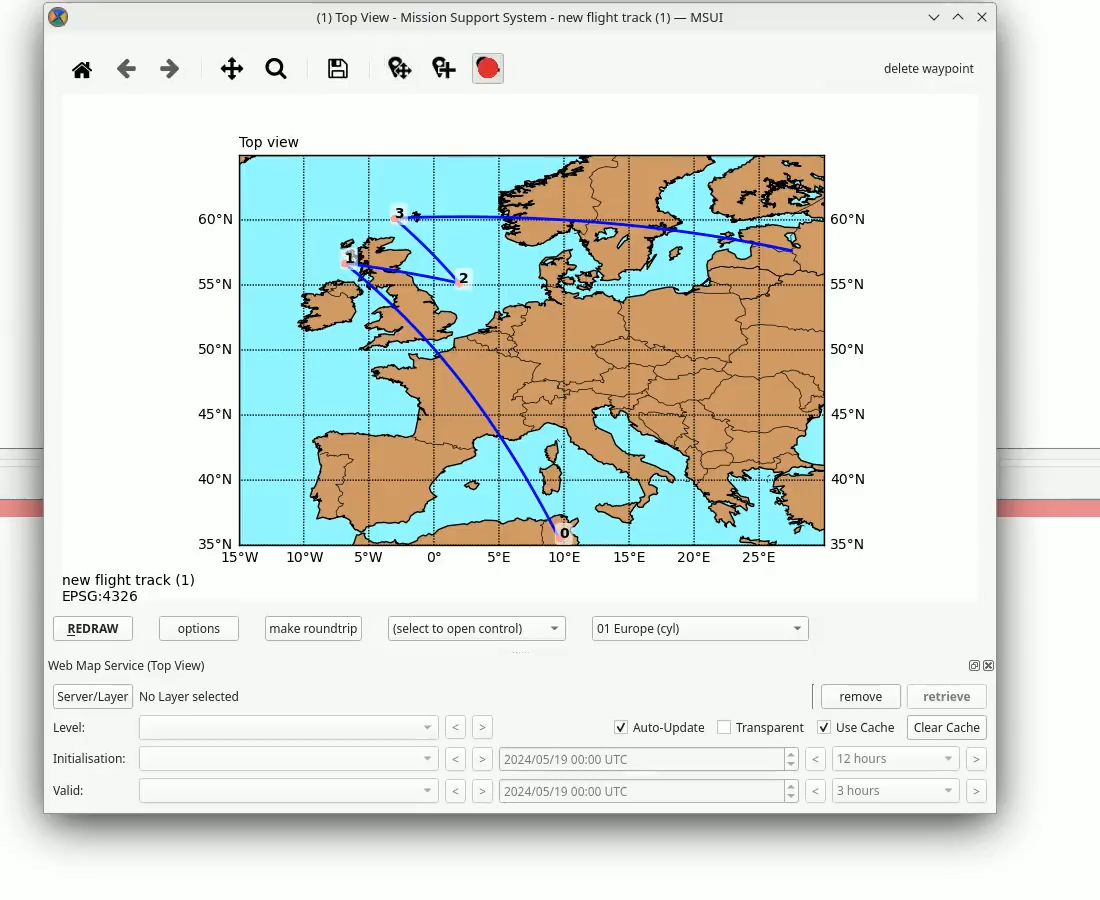 (1) Top View - Mission Support System - new flight track (1) — MSUI
delete waypoint
Top view
60°N 60°N
55°N 55°N
50°N 50°N
45°N 45°N
40°N 40°N
35°N 35°N
3
1
2
0
15°W 10°W 5°W 0° 5°E 10°E 15°E 20°E 25°E
new flight track (1)
EPSG:4326
REDRAW options make roundtrip (select to open control) 01 Europe (cyl)
Web Map Service (Top View)
Server/Layer No Layer selected remove retrieve
Level: < > Auto-Update Transparent Use Cache Clear Cache
Initialisation: < > 2024/05/19 00:00 UTC < 12 hours >
Valid: < > 2024/05/19 00:00 UTC < 3 hours >